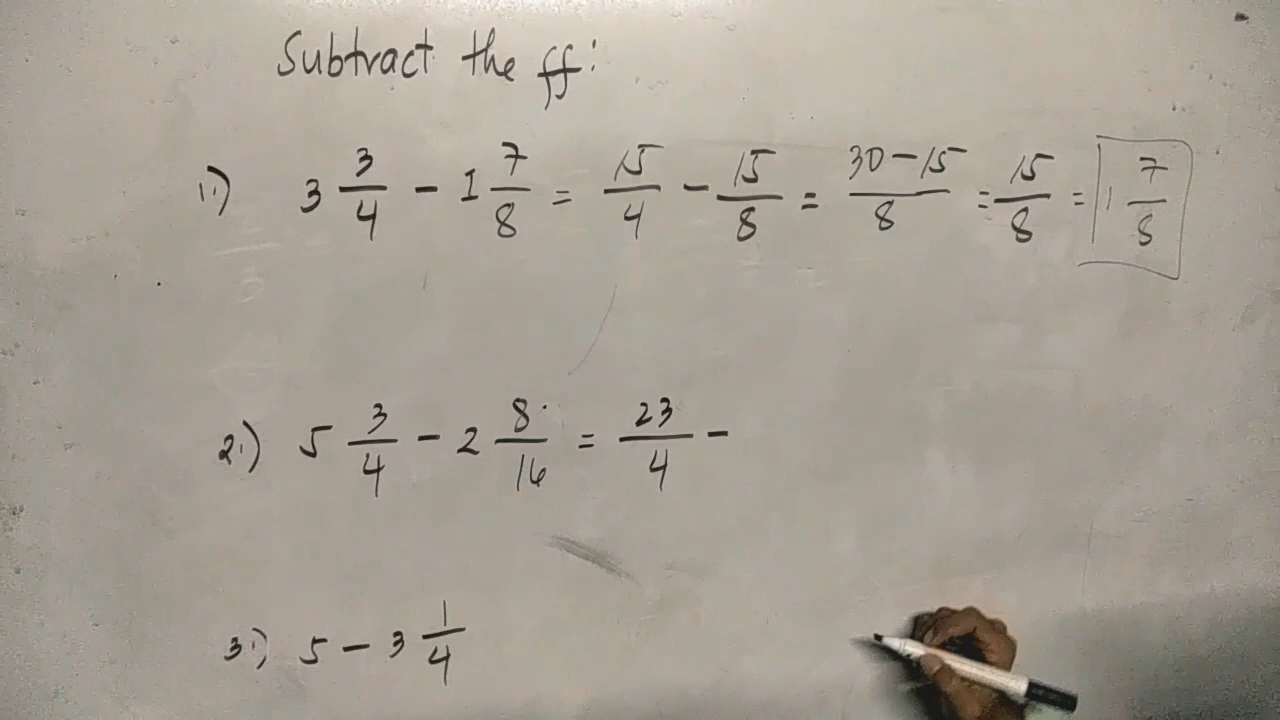 Subtract the ff:
1.) 3 3/4 - 1 7/8 = 15/4 - 15/8 = 30-15/8 = 15/8 = 1 7/8
2.) 5 3/4 - 2 8/16 = 23/4 -
3.) 5 - 3 1/4